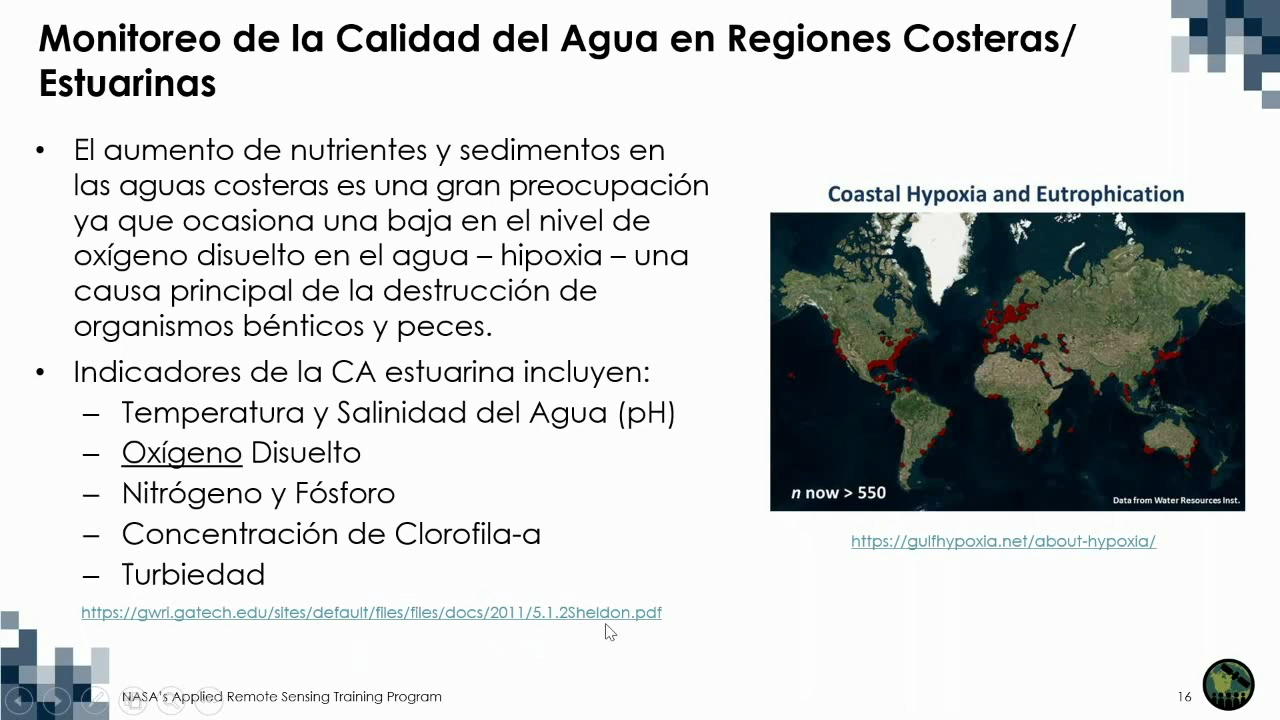 Monitoreo de la Calidad del Agua en Regiones Costeras/
Estuarinas
• El aumento de nutrientes y sedimentos en
las aguas costeras es una gran preocupación
ya que ocasiona una baja en el nivel de
oxígeno disuelto en el agua – hipoxia – una
causa principal de la destrucción de
organismos bénticos y peces.
• Indicadores de la CA estuarina incluyen:
– Temperatura y Salinidad del Agua (pH)
– Oxígeno Disuelto
– Nitrógeno y Fósforo
– Concentración de Clorofila-a
– Turbiedad
https://gwri.gatech.edu/sites/default/files/files/docs/2011/5.1.2Sheldon.pdf
Coastal Hypoxia and Eutrophication
n now > 550
Data from Water Resources Inst.
https://gulfhypoxia.net/about-hypoxia/
NASA's Applied Remote Sensing Training Program
16